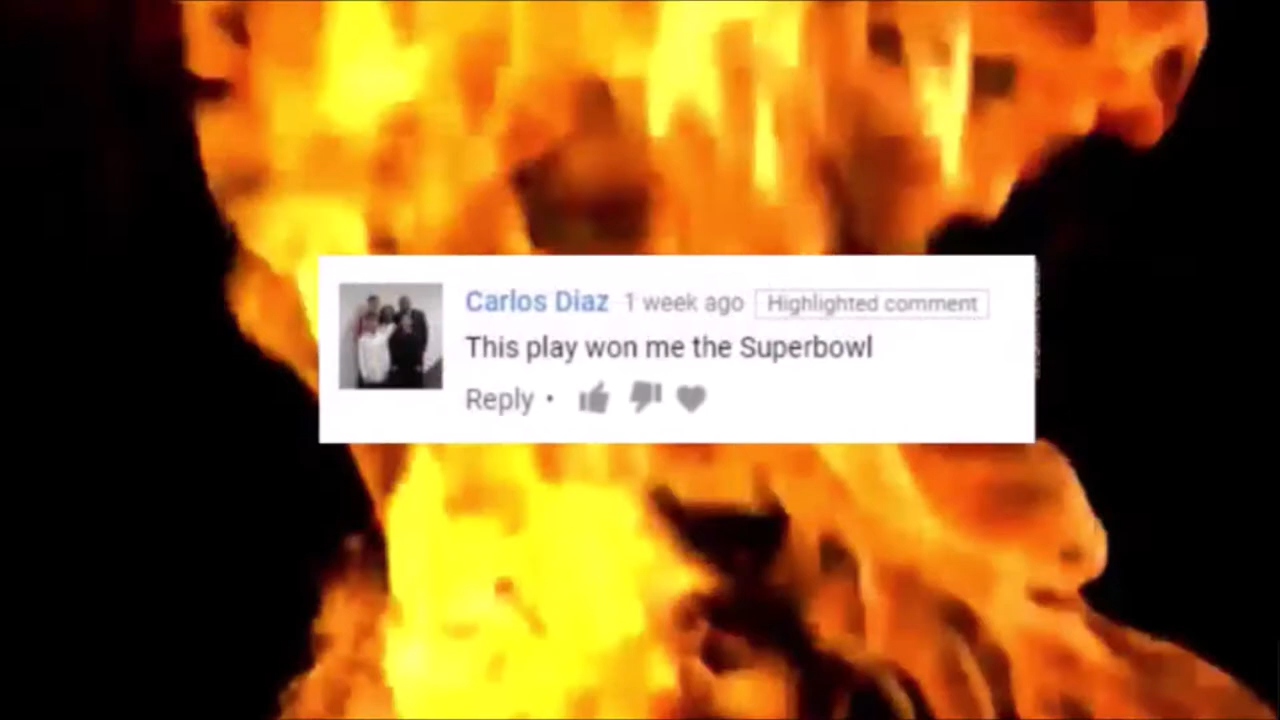 Carlos Diaz 1 week ago Highlighted comment
This play won me the Superbowl
Reply •